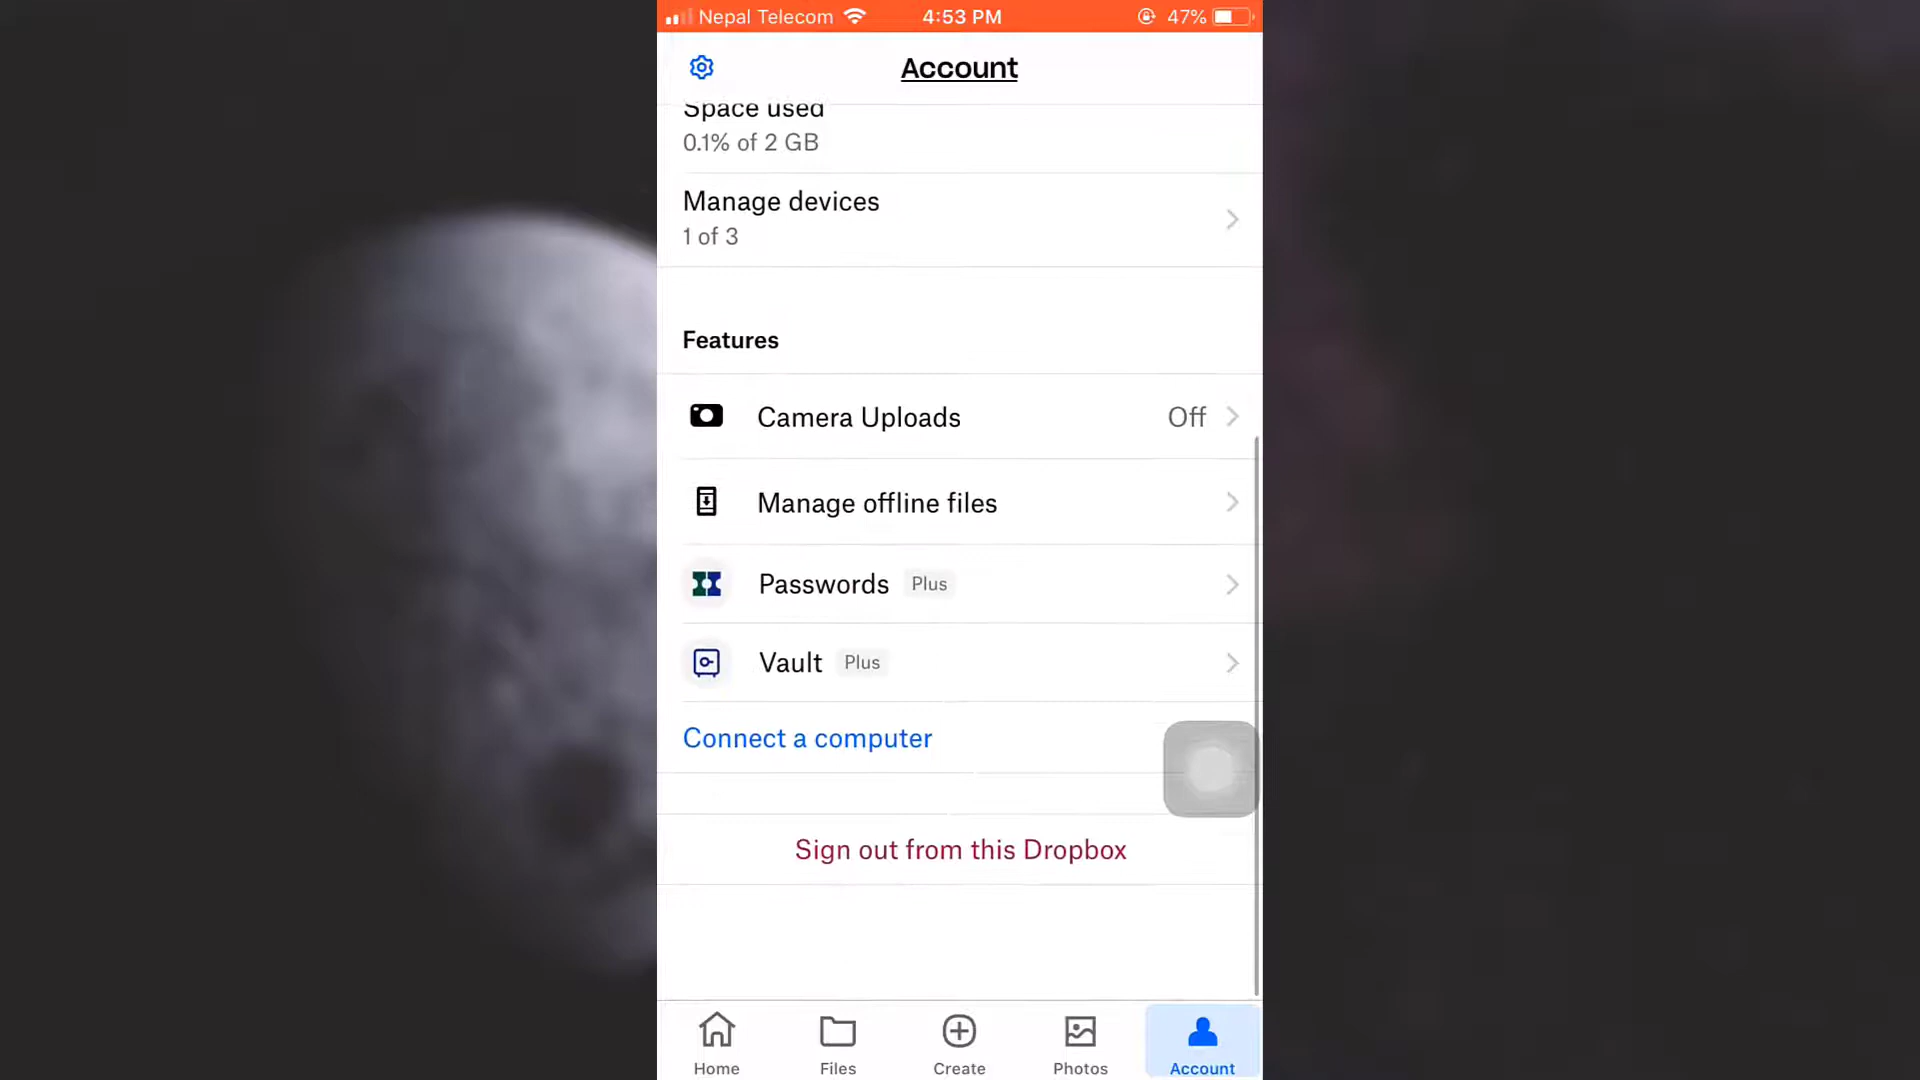 Nepal Telecom 4:53 PM 47%
Account
Space used
0.1% of 2 GB
Manage devices
1 of 3
Features
Camera Uploads Off
Manage offline files
Passwords Plus
Vault Plus
Connect a computer
Sign out from this Dropbox
Home Files Create Photos Account